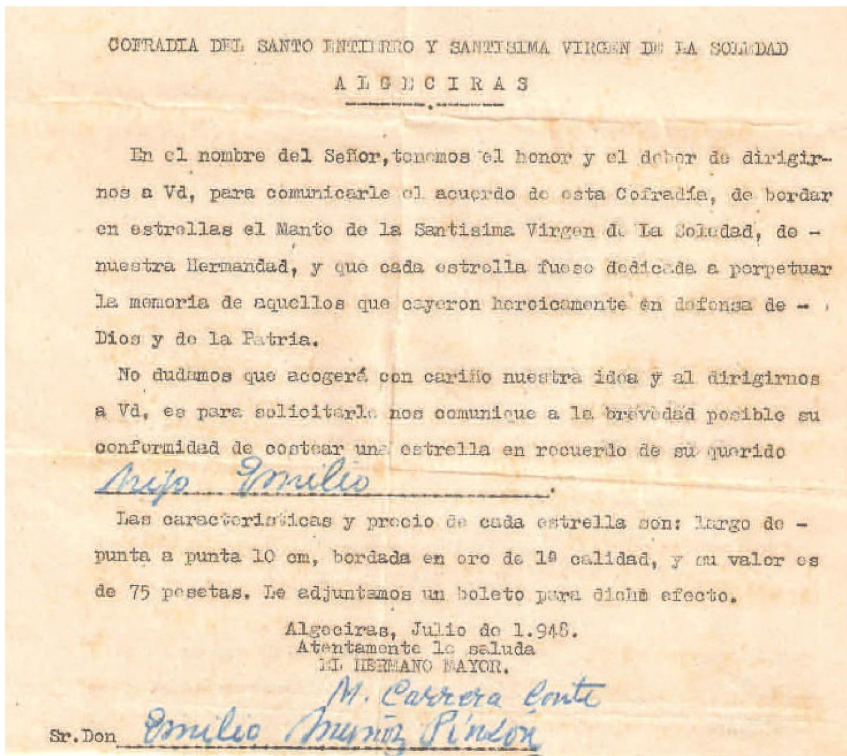 COFRADIA DEL SANTO ENTIERRO Y SANTISIMA VIRGEN DE LA SOLEDAD
ALGECIRAS
En el nombre del Señor, tenemos el honor y el deber de dirigir-
nos a Vd, para comunicarle el acuerdo de esta Cofradía, de bordar
en estrellas el Manto de la Santisima Virgen de La Soledad, de -
nuestra Hermandad, y que cada estrella fuese dedicada a perpetuar
la memoria de aquellos que cayeron heroicamente en defensa de -
Dios y de la Patria.
No dudamos que acogerá con cariño nuestra idea y al dirigirnos
a Vd, es para solicitarle nos comunique a la brevedad posible su
conformidad de costear una estrella en recuerdo de su querido
hijo Emilio.
Las caracteristicas y precio de cada estrella son: largo de -
punta a punta 10 cm, bordada en oro de 1ª calidad, y su valor es
de 75 pesetas. Le adjuntamos un boleto para dicho efecto.
Algeciras, Julio de 1.948.
Atentamente le saluda
EL HERMANO MAYOR.
M. Carrera Conte
Sr. Don Emilio Muñoz Pinzón